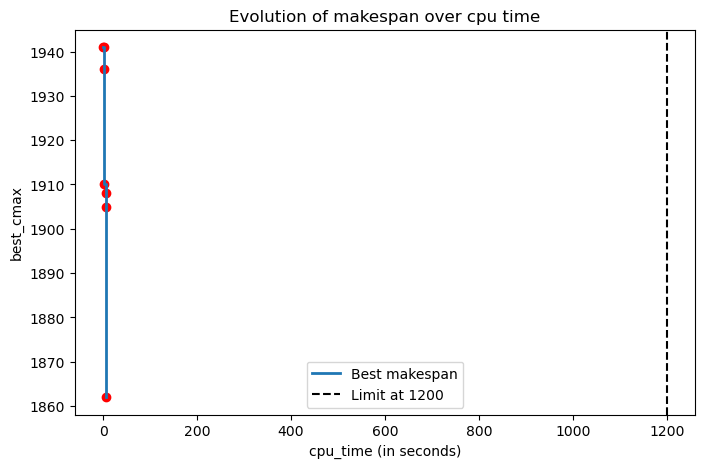 Evolution of makespan over cpu time
best_cmax
1940
1930
1920
1910
1900
1890
1880
1870
1860
Best makespan
Limit at 1200
0 200 400 600 800 1000 1200
cpu_time (in seconds)